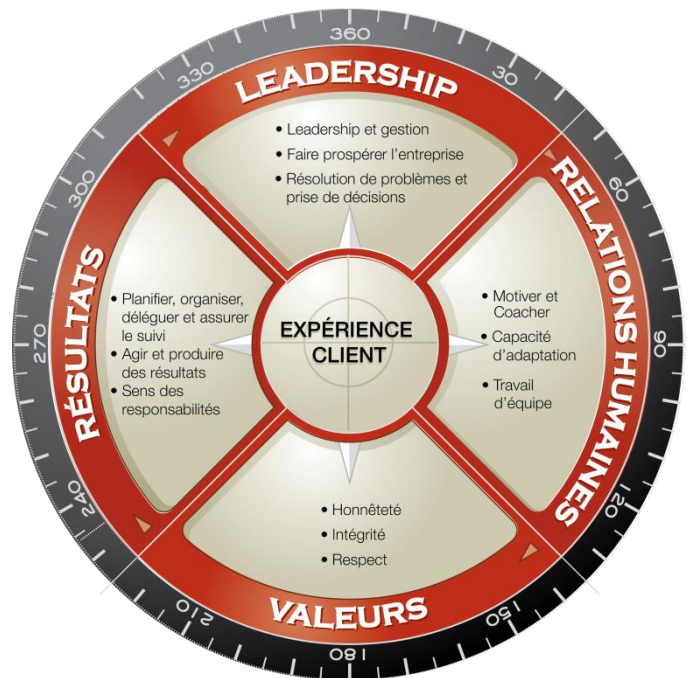 360
330
30
LEADERSHIP
• Leadership et gestion
• Faire prospérer l'entreprise
• Résolution de problèmes et
prise de décisions
300
60
RELATIONS HUMAINES
• Motiver et
Coacher
• Capacité
d'adaptation
• Travail
d'équipe
90
120
EXPÉRIENCE
CLIENT
RÉSULTATS
• Planifier, organiser,
déléguer et assurer
le suivi
• Agir et produire
des résultats
• Sens des
responsabilités
270
240
• Honnêteté
• Intégrité
• Respect
VALEURS
210
180
150